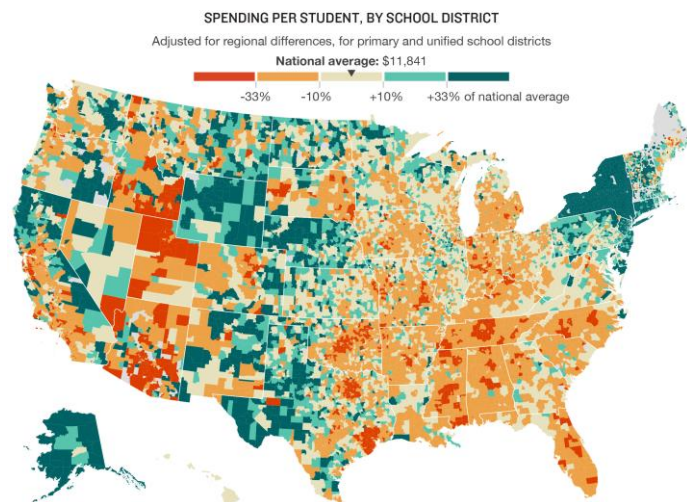 SPENDING PER STUDENT, BY SCHOOL DISTRICT
Adjusted for regional differences, for primary and unified school districts
National average: $11,841
-33% -10% +10% +33% of national average